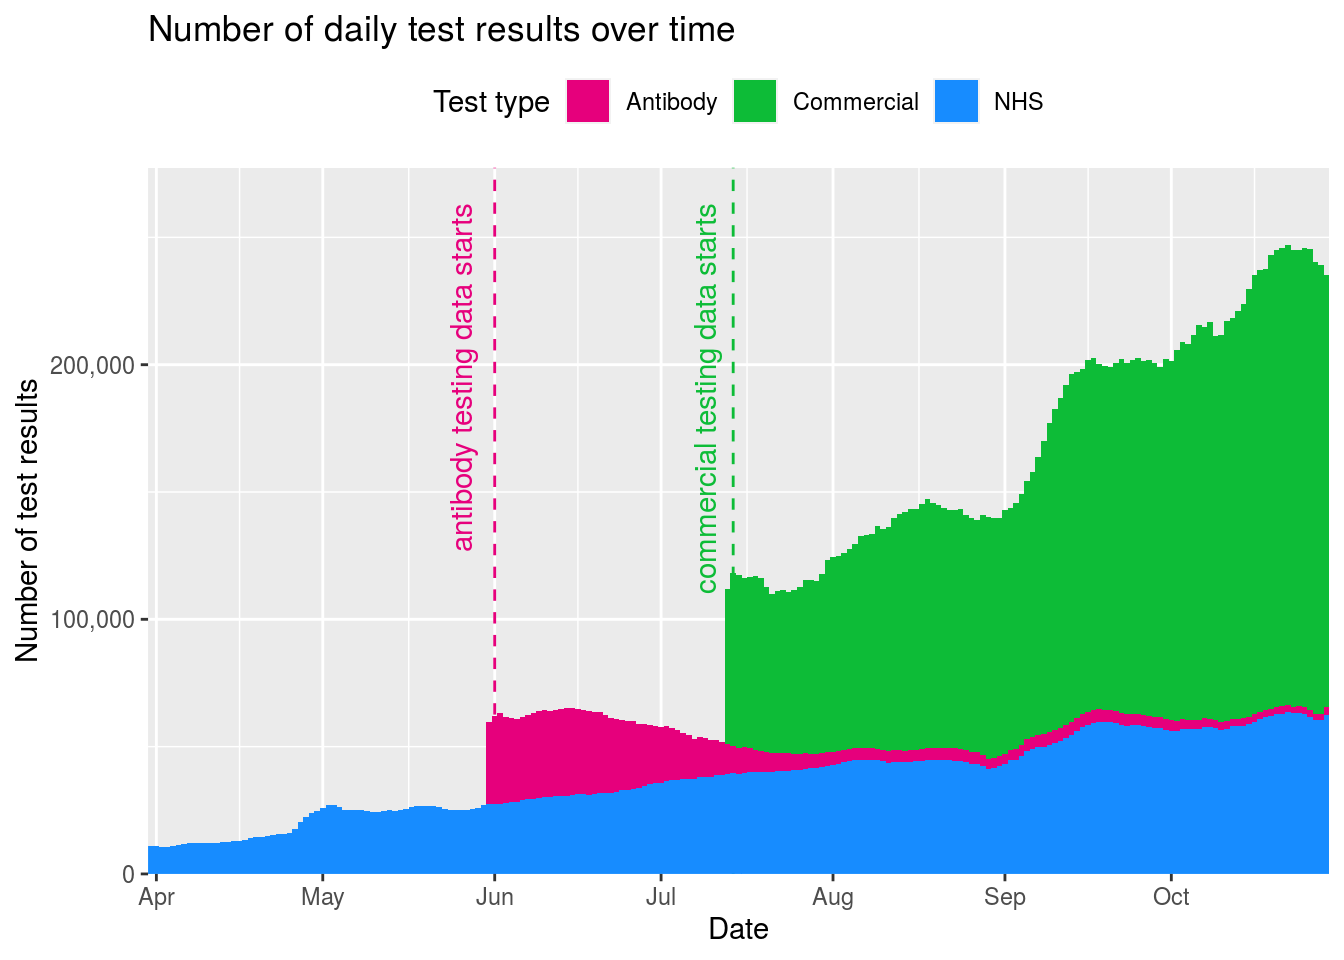 Number of daily test results over time
Test type Antibody Commercial NHS
antibody testing data starts
commercial testing data starts
Number of test results
200,000
100,000
0
Apr May Jun Jul Aug Sep Oct
Date